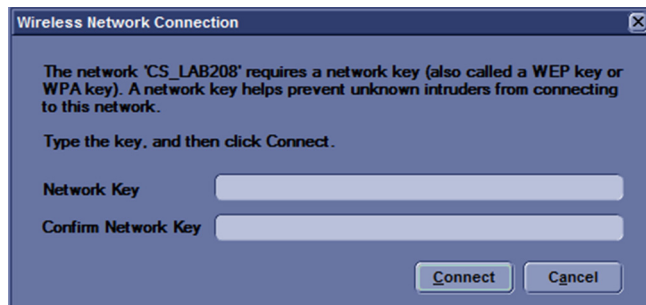 Wireless Network Connection
The network 'CS_LAB208' requires a network key (also called a WEP key or
WPA key). A network key helps prevent unknown intruders from connecting
to this network.
Type the key, and then click Connect.
Network Key
Confirm Network Key
Connect Cancel